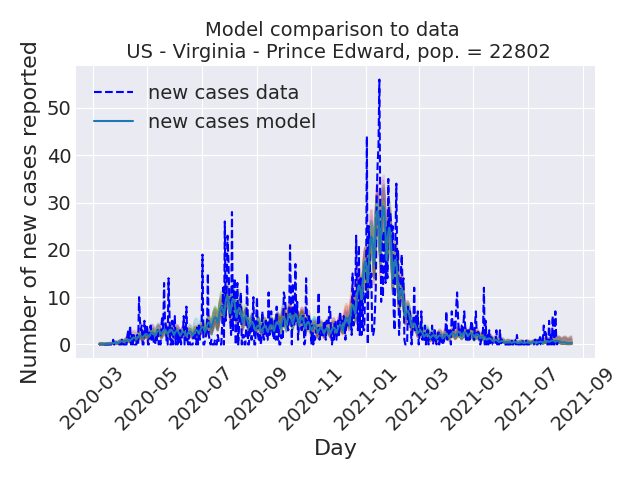 Model comparison to data
US - Virginia - Prince Edward, pop. = 22802
Number of new cases reported
new cases data
new cases model
50
40
30
20
10
0
2020-03
2020-05
2020-07
2020-09
2020-11
2021-01
2021-03
2021-05
2021-07
2021-09
Day